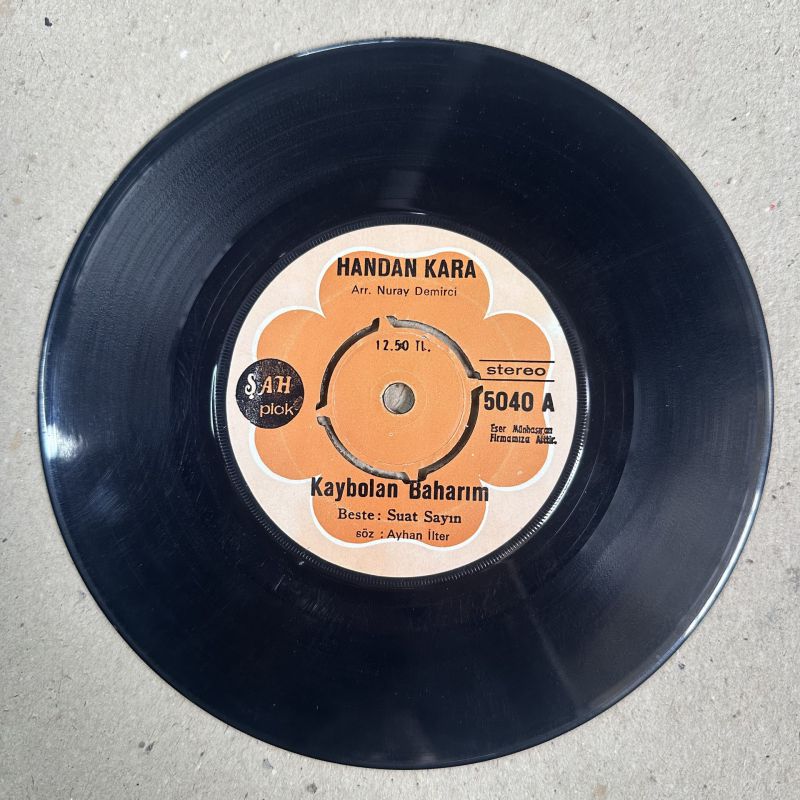 HANDAN KARA
Arr. Nuray Demirci
12.50 TL.
stereo
ŞAH
plak
5040 A
Eser Münhasıran
Firmamıza Aittir.
Kaybolan Baharım
Beste: Suat Sayın
söz : Ayhan İlter